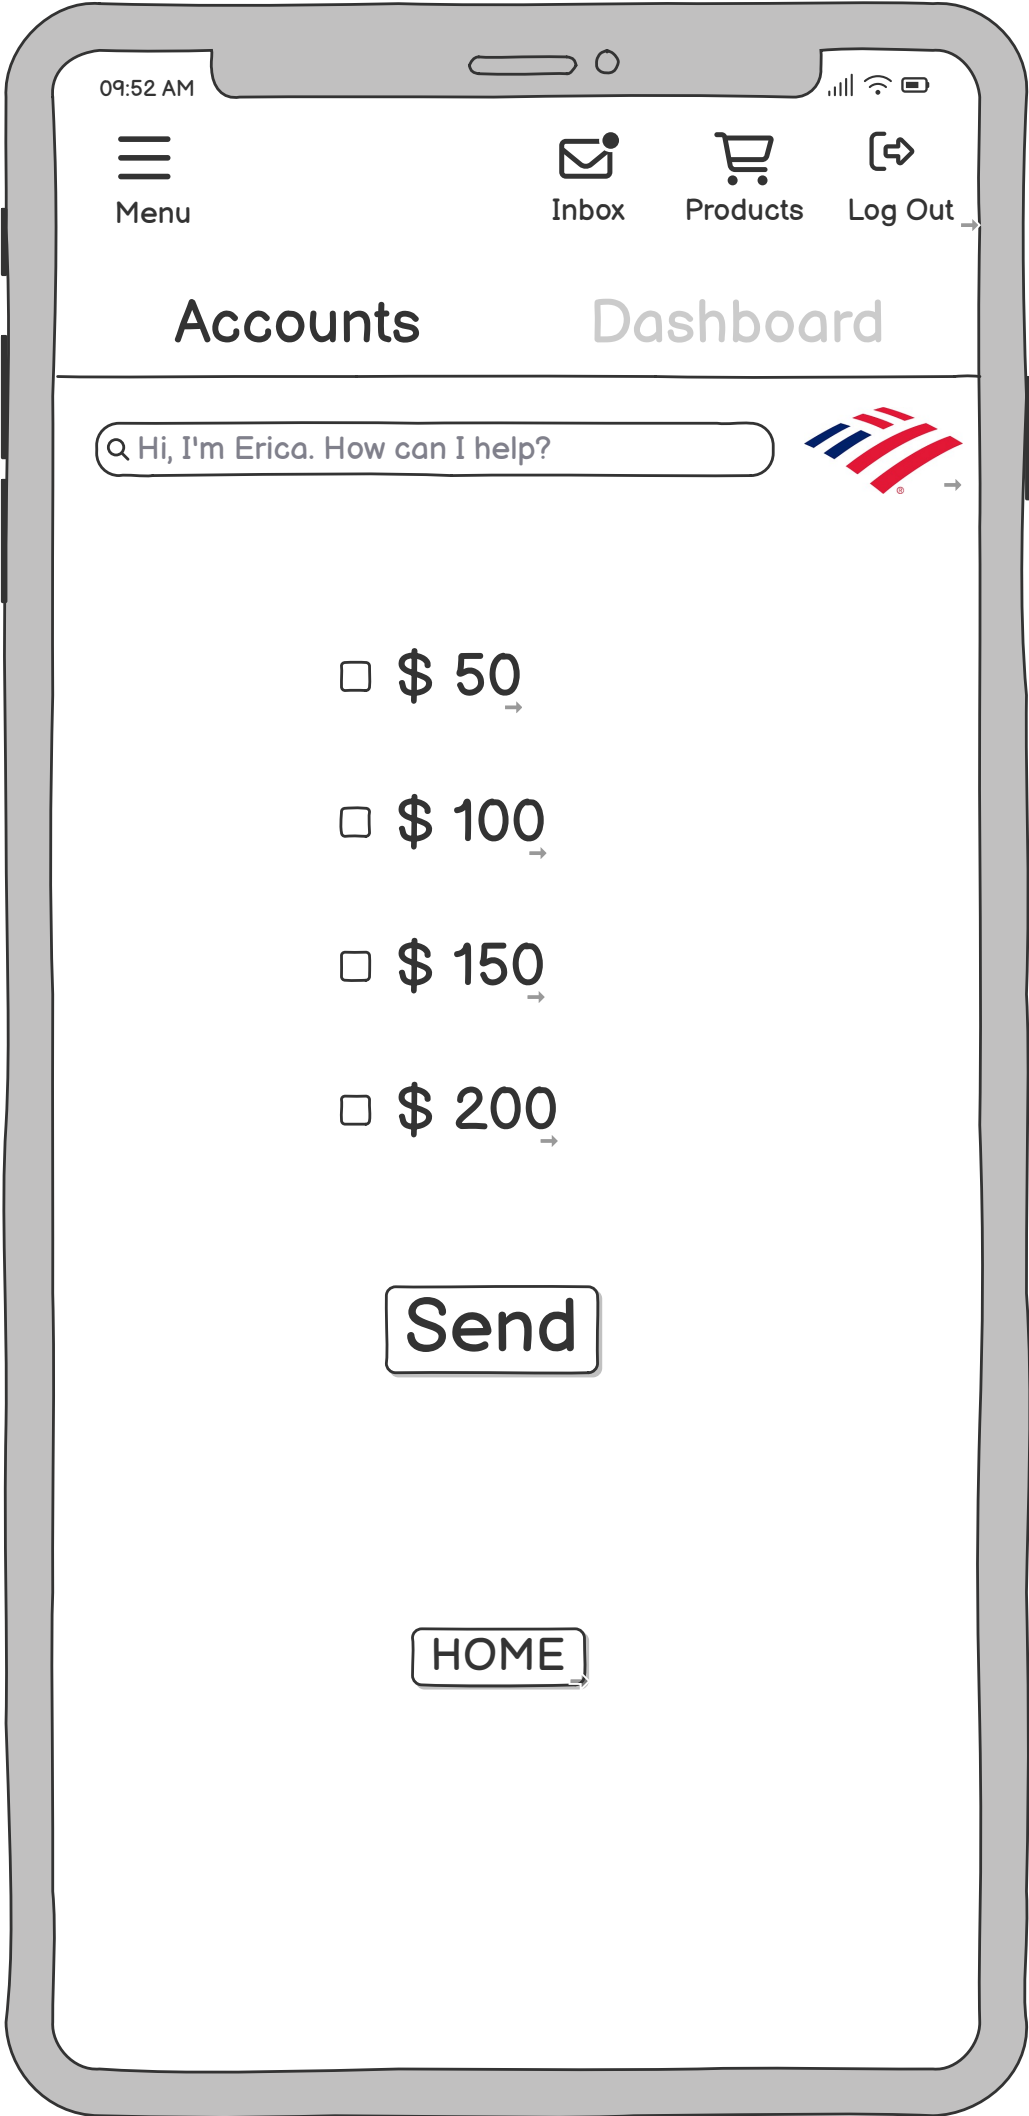 09:52 AM
Menu
Inbox
Products
Log Out
Accounts
Dashboard
Hi, I'm Erica. How can I help?
®
$ 50
$ 100
$ 150
$ 200
Send
HOME